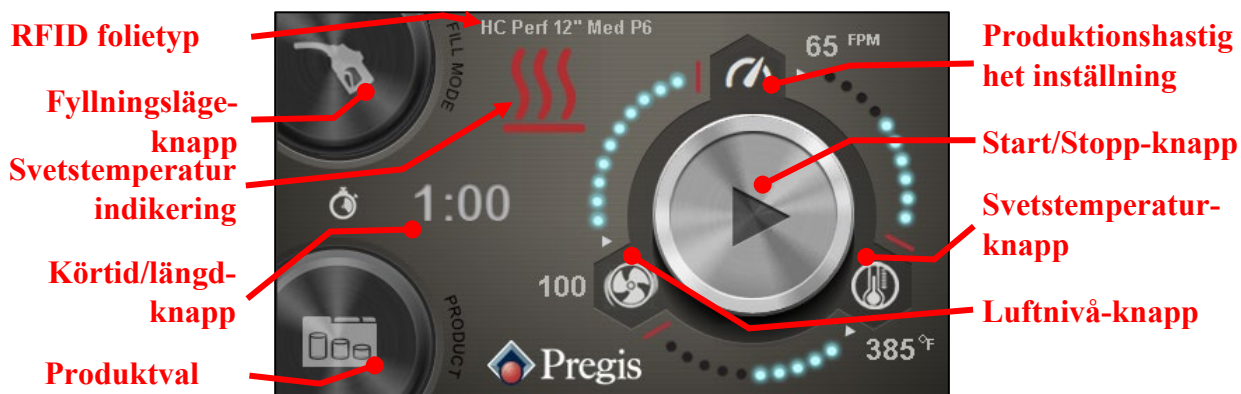 RFID folietyp
Fyllningsläge-
knapp
Svetstemperatur
indikering
Körtid/längd-
knapp
Produktval
HC Perf 12" Med P6
FILL MODE
1:00
PRODUCT
65 FPM
100
385 °F
Pregis
Produktionshastig
het inställning
Start/Stopp-knapp
Svetstemperatur-
knapp
Luftnivå-knapp